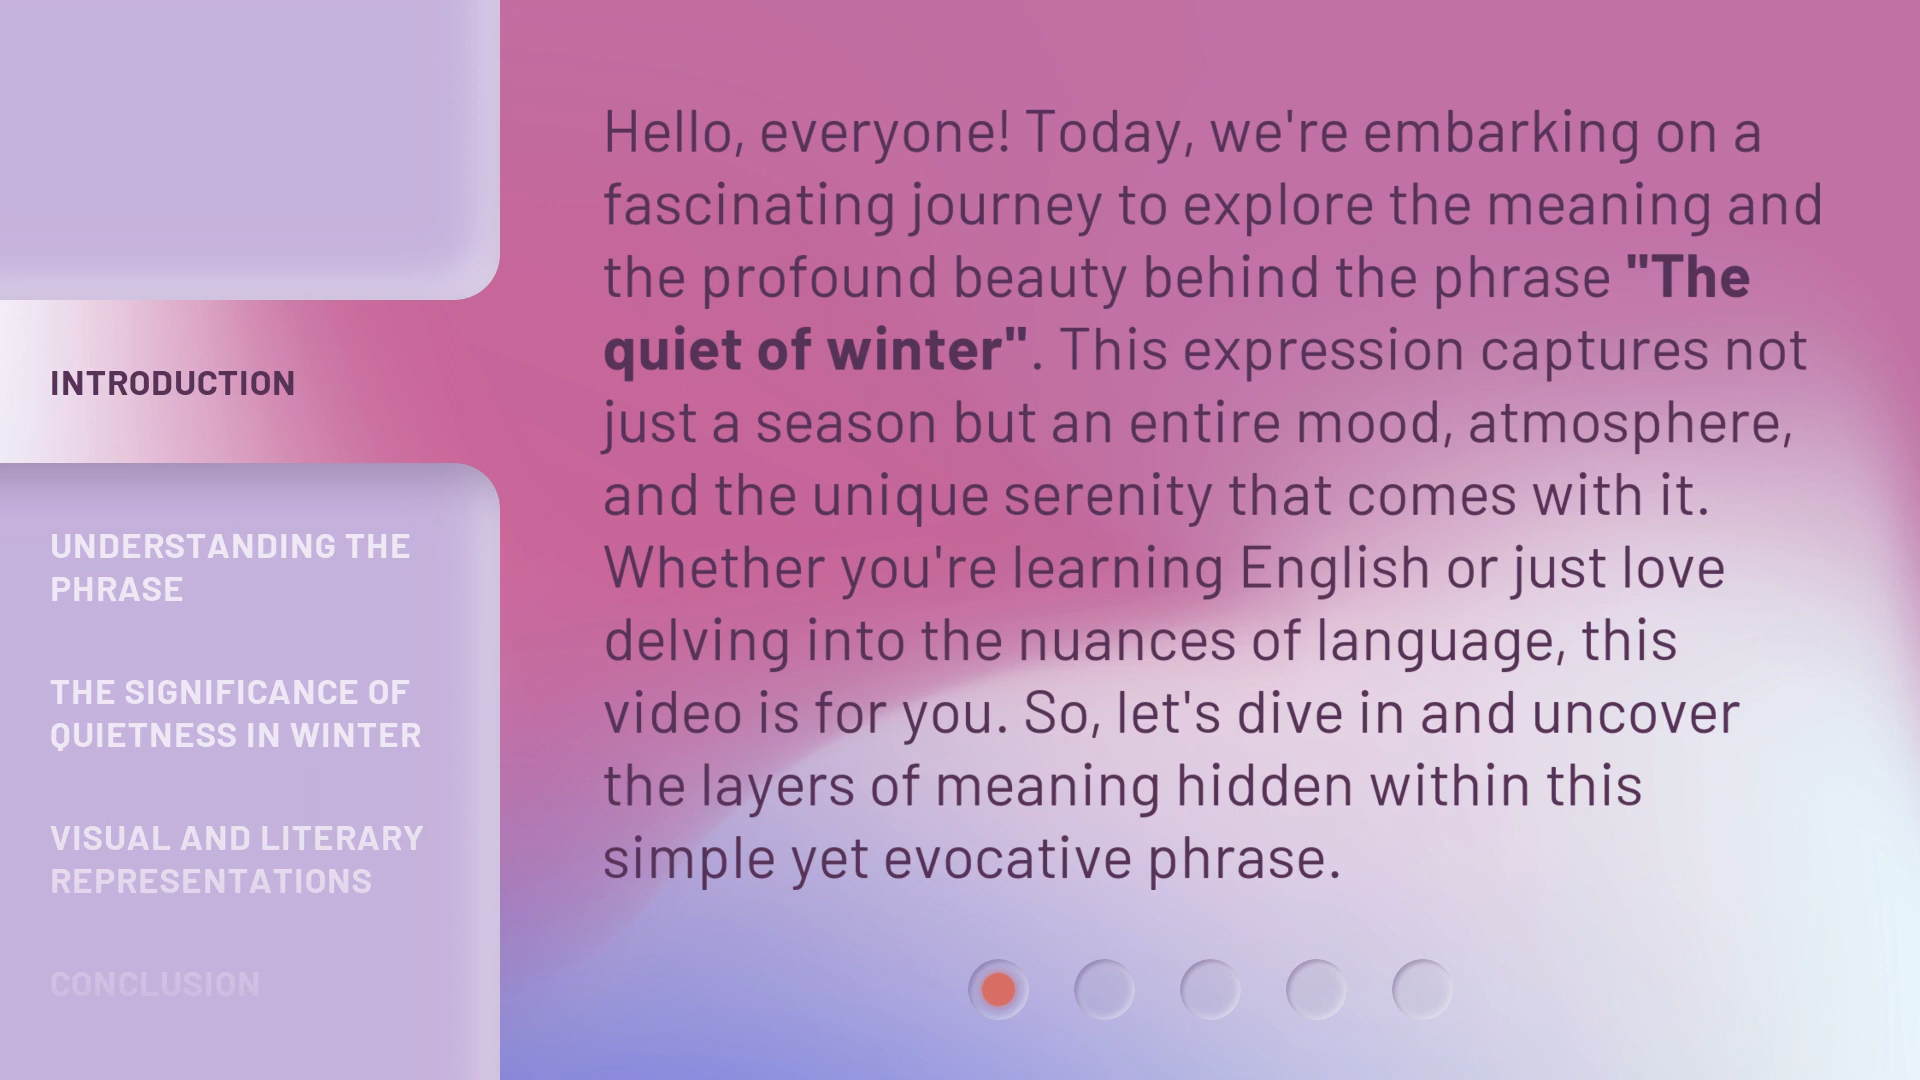 INTRODUCTION
UNDERSTANDING THE
PHRASE
THE SIGNIFICANCE OF
QUIETNESS IN WINTER
VISUAL AND LITERARY
REPRESENTATIONS
CONCLUSION
Hello, everyone! Today, we're embarking on a
fascinating journey to explore the meaning and
the profound beauty behind the phrase "The
quiet of winter". This expression captures not
just a season but an entire mood, atmosphere,
and the unique serenity that comes with it.
Whether you're learning English or just love
delving into the nuances of language, this
video is for you. So, let's dive in and uncover
the layers of meaning hidden within this
simple yet evocative phrase.